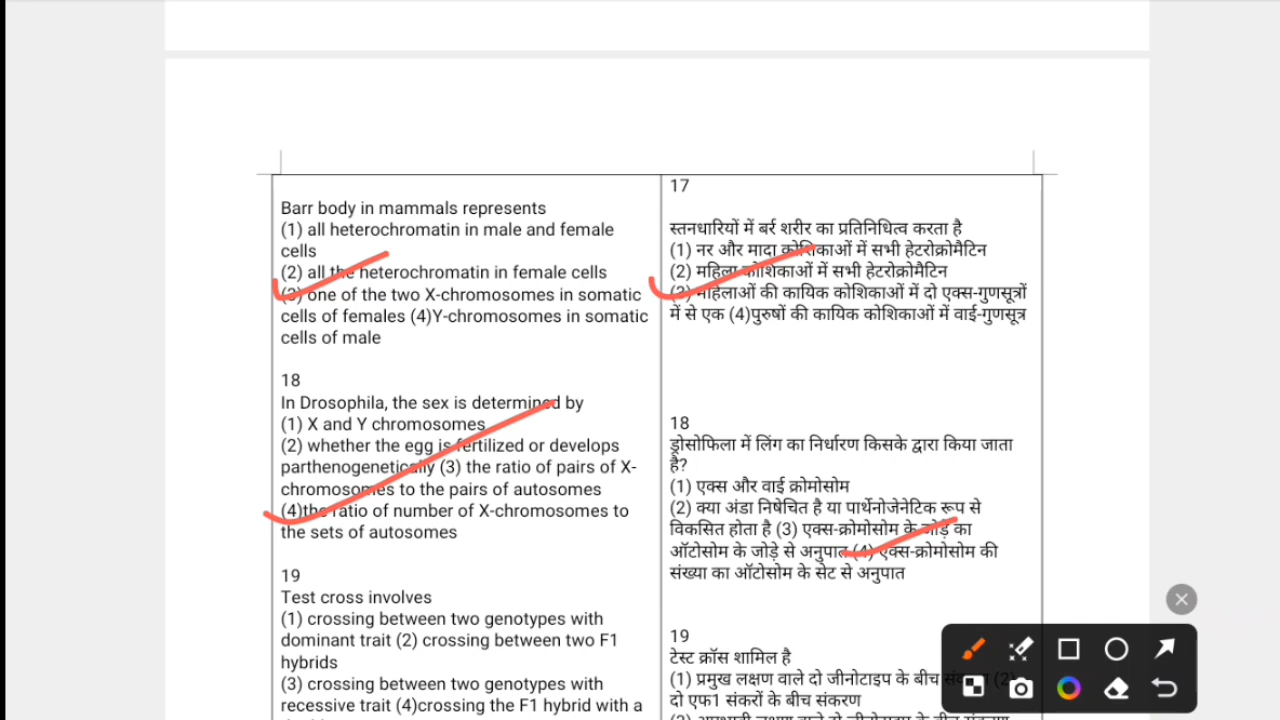 Barr body in mammals represents
(1) all heterochromatin in male and female
cells
(2) all the heterochromatin in female cells
(3) one of the two X-chromosomes in somatic
cells of females (4)Y-chromosomes in somatic
cells of male
18
In Drosophila, the sex is determined by
(1) X and Y chromosomes
(2) whether the egg is fertilized or develops
parthenogenetically (3) the ratio of pairs of X-
chromosomes to the pairs of autosomes
(4)the ratio of number of X-chromosomes to
the sets of autosomes
19
Test cross involves
(1) crossing between two genotypes with
dominant trait (2) crossing between two F1
hybrids
(3) crossing between two genotypes with
recessive trait (4)crossing the F1 hybrid with a
17
स्तनधारियों में बर्र शरीर का प्रतिनिधित्व करता है
(1) नर और मादा कोशिकाओं में सभी हेटरोक्रोमैटिन
(2) महिला कोशिकाओं में सभी हेटरोक्रोमैटिन
(3) महिलाओं की कायिक कोशिकाओं में दो एक्स-गुणसूत्रों
में से एक (4)पुरुषों की कायिक कोशिकाओं में वाई-गुणसूत्र
18
ड्रोसोफिला में लिंग का निर्धारण किसके द्वारा किया जाता
है?
(1) एक्स और वाई क्रोमोसोम
(2) क्या अंडा निषेचित है या पार्थेनोजेनेटिक रूप से
विकसित होता है (3) एक्स-क्रोमोसोम के जोड़े का
ऑटोसोम के जोड़े से अनुपात (4) एक्स-क्रोमोसोम की
संख्या का ऑटोसोम के सेट से अनुपात
19
टेस्ट क्रॉस शामिल है
(1) प्रमुख लक्षण वाले दो जीनोटाइप के बीच (2)
दो एफ1 संकरों के बीच संकरण